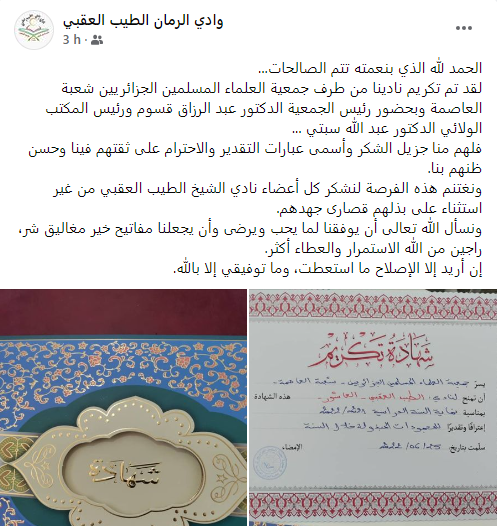 وادي الرمان الطيب العقبي
3 h
الحمد لله الذي بنعمته تتم الصالحات...
لقد تم تكريم نادينا من طرف جمعية العلماء المسلمين الجزائريين شعبة
العاصمة وبحضور رئيس الجمعية الدكتور عبد الرزاق قسوم ورئيس المكتب
الولائي الدكتور عبد الله سبتي ...
فلهم منا جزيل الشكر وأسمى عبارات التقدير والاحترام على ثقتهم فينا وحسن
ظنهم بنا.
ونغتنم هذه الفرصة لنشكر كل أعضاء نادي الشيخ الطيب العقبي من غير
استثناء على بذلهم قصارى جهدهم.
ونسأل الله تعالى أن يوفقنا لما يحب ويرضى وأن يجعلنا مفاتيح خير مغاليق شر،
راجين من الله الاستمرار والعطاء أكثر.
إن أريد إلا الإصلاح ما استعطت، وما توفيقي إلا بالله.
شهادة تكريم
يسر جمعية العلماء المسلمين الجزائريين - شعبة العاصمة -
أن تمنح لنادي الطيب العقبي هذه الشهادة
بمناسبة نهاية السنة الدراسية
إعترافا وتقديرا للمجهودات المبذولة خلال السنة
سلمت بتاريخ الإمضاء
شهادة